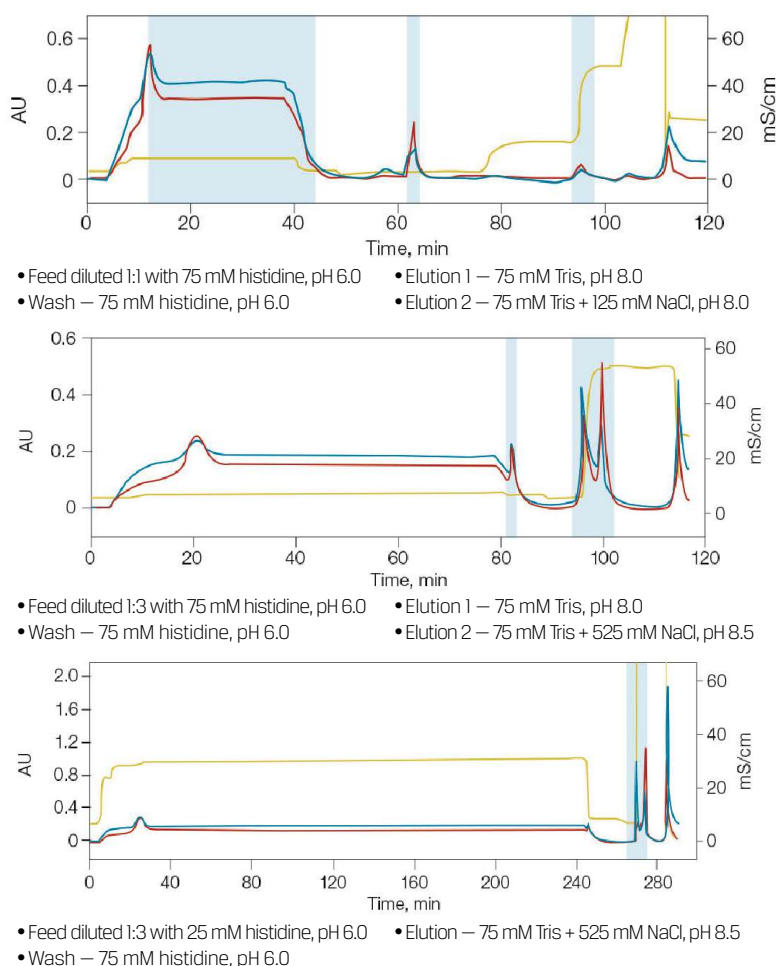 0.6
0.4
0.2
0
AU
60
40
20
0
mS/cm
0 20 40 60 80 100 120
Time, min
• Feed diluted 1:1 with 75 mM histidine, pH 6.0 • Elution 1 – 75 mM Tris, pH 8.0
• Wash – 75 mM histidine, pH 6.0 • Elution 2 – 75 mM Tris + 125 mM NaCl, pH 8.0
0.6
0.4
0.2
0
AU
60
40
20
0
mS/cm
0 20 40 60 80 100 120
Time, min
• Feed diluted 1:3 with 75 mM histidine, pH 6.0 • Elution 1 – 75 mM Tris, pH 8.0
• Wash – 75 mM histidine, pH 6.0 • Elution 2 – 75 mM Tris + 525 mM NaCl, pH 8.5
2.0
1.6
1.2
0.8
0.4
0
AU
60
40
20
0
mS/cm
0 40 80 120 160 200 240 280
Time, min
• Feed diluted 1:3 with 25 mM histidine, pH 6.0 • Elution – 75 mM Tris + 525 mM NaCl, pH 8.5
• Wash – 75 mM histidine, pH 6.0